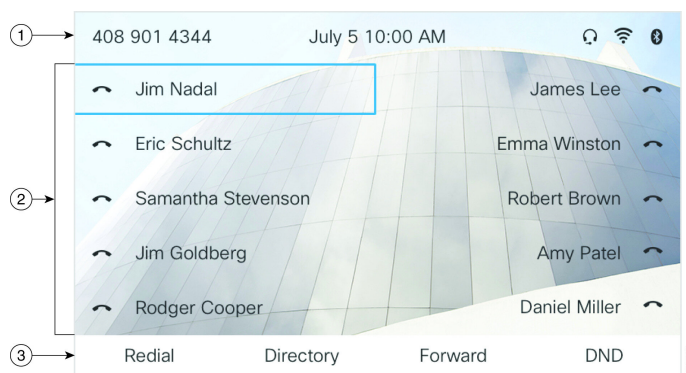 1 408 901 4344 July 5 10:00 AM
Jim Nadal James Lee
Eric Schultz Emma Winston
2 Samantha Stevenson Robert Brown
Jim Goldberg Amy Patel
Rodger Cooper Daniel Miller
3 Redial Directory Forward DND